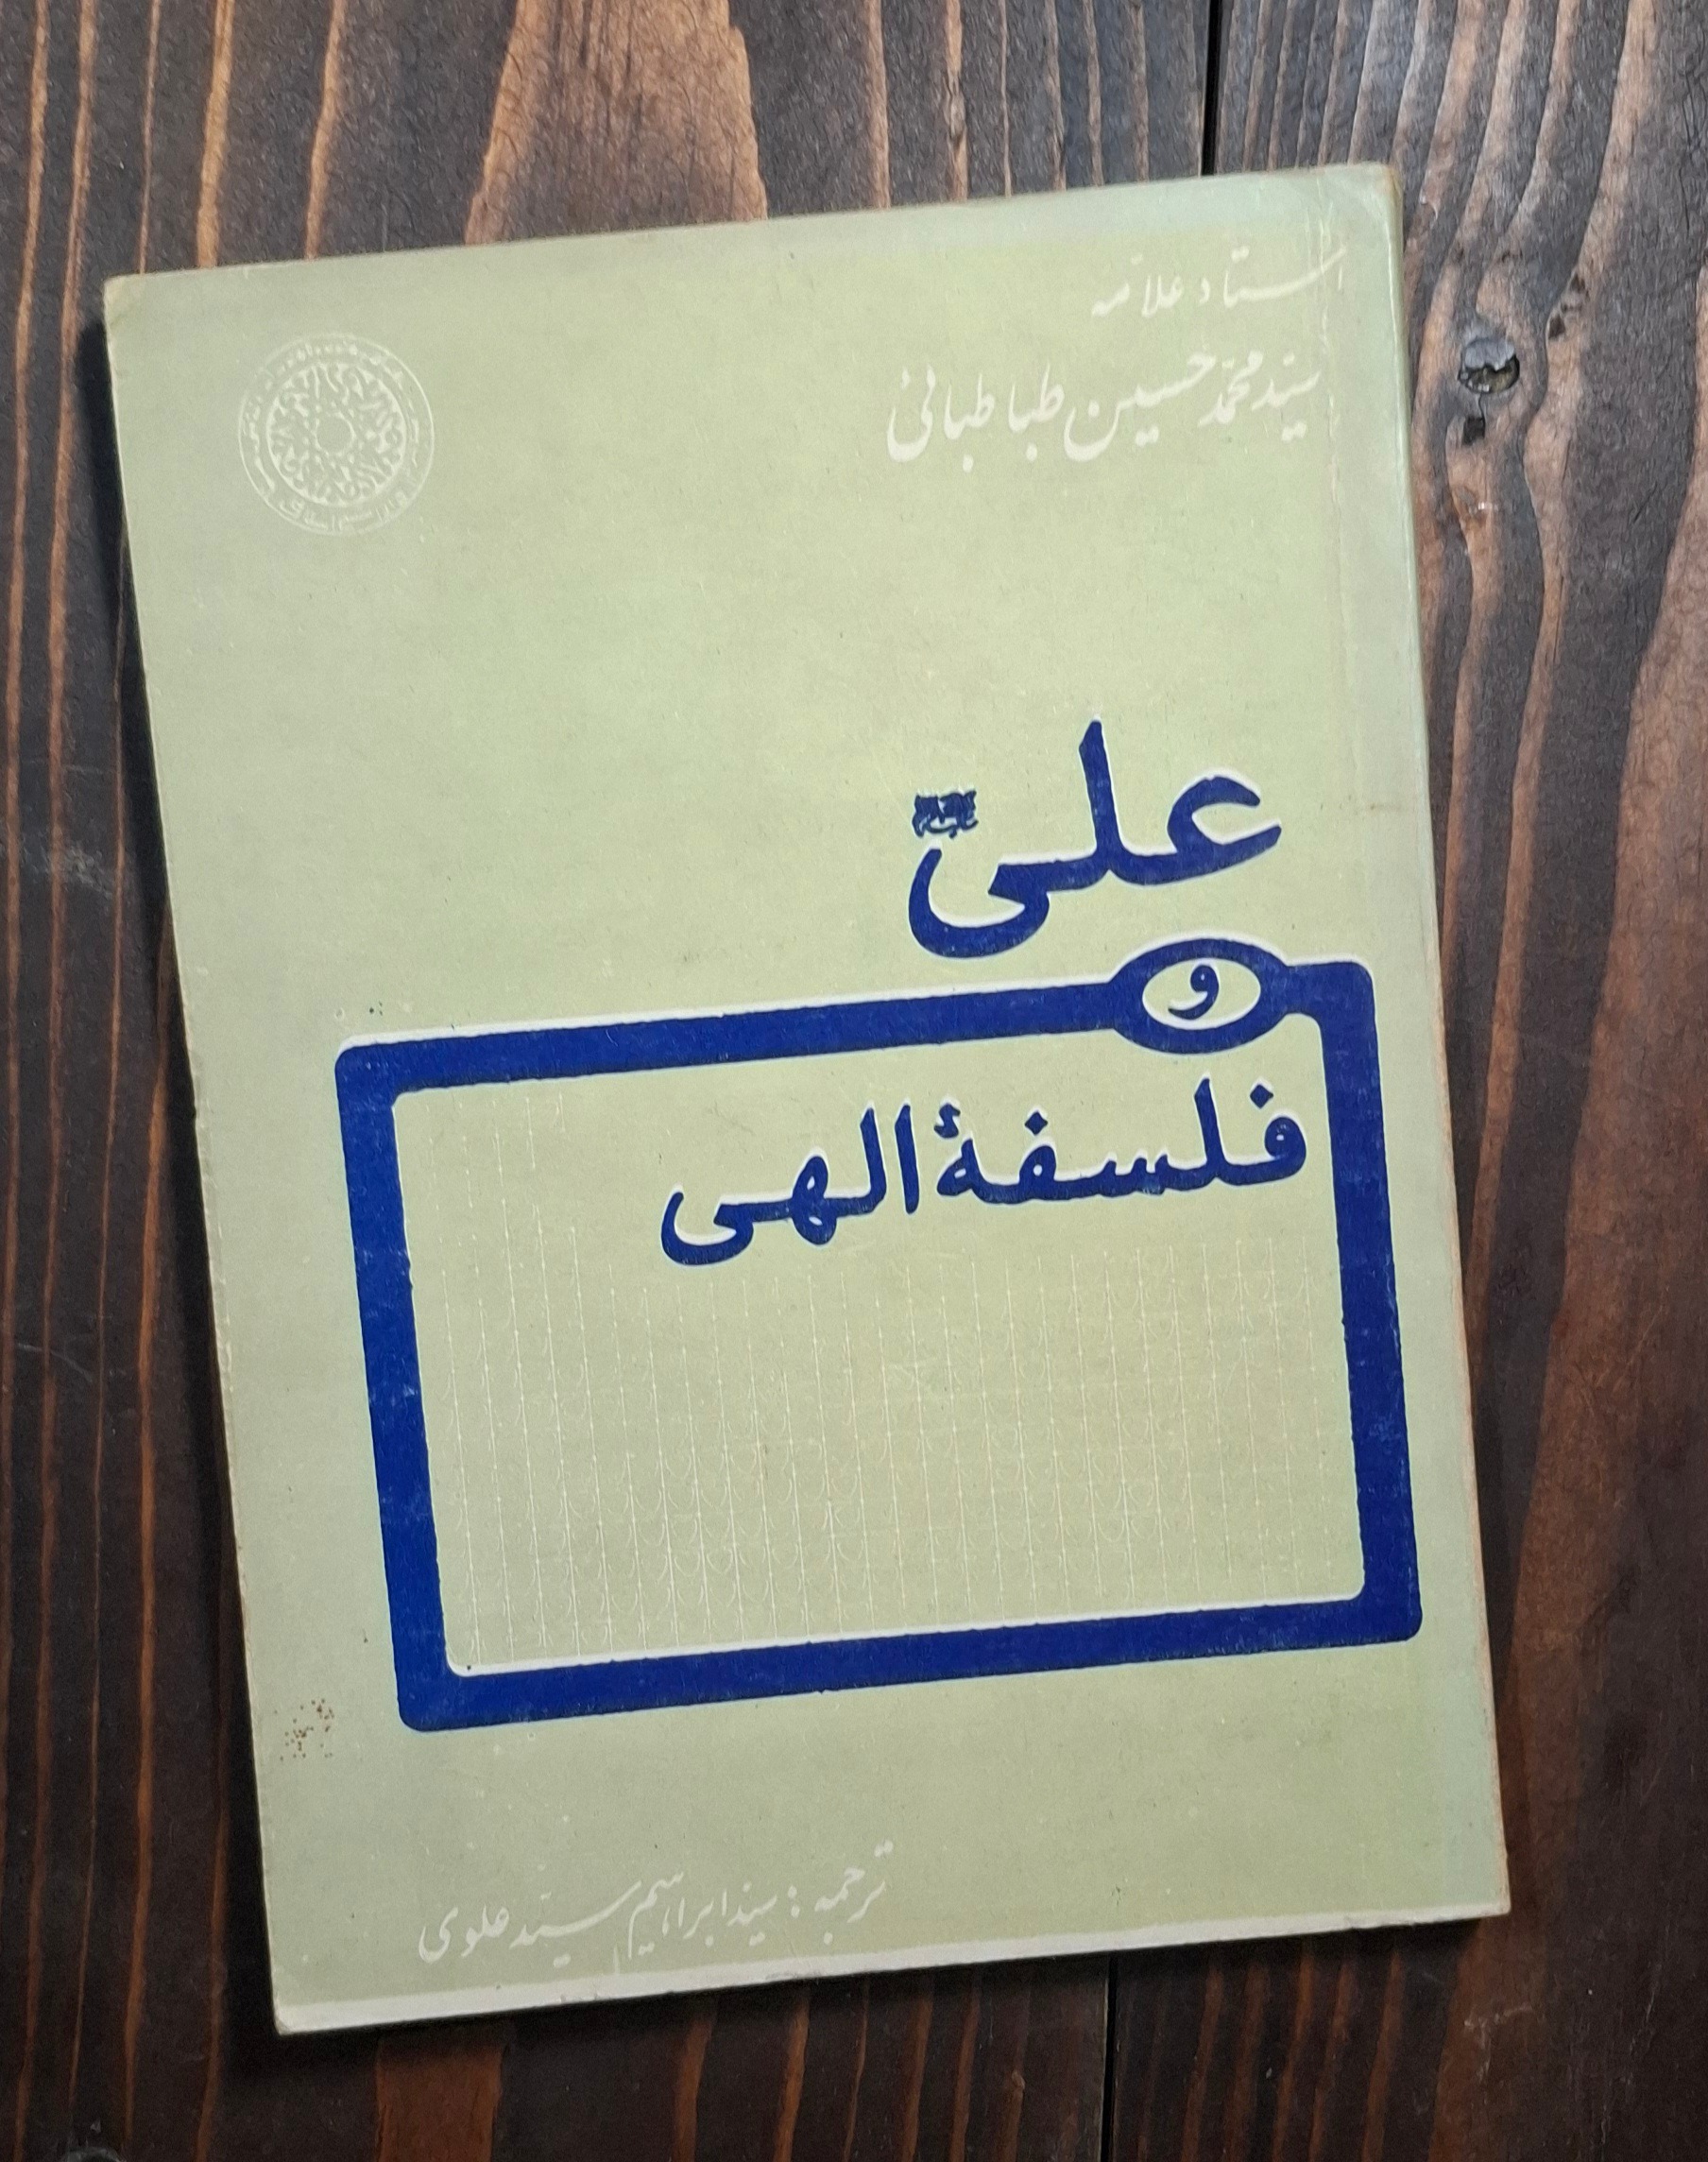 استاد علامه
سید محمد حسین طباطبائی
علی
و
فلسفهٔ الهی
ترجمه : سید ابراهیم سید علوی